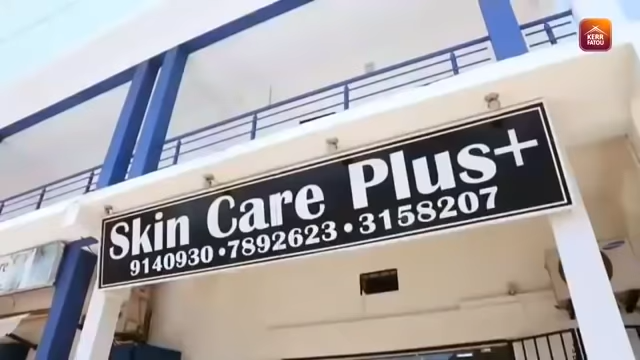 KERR
FATOU
Skin Care Plus+
9140930 • 7892623 • 3158207